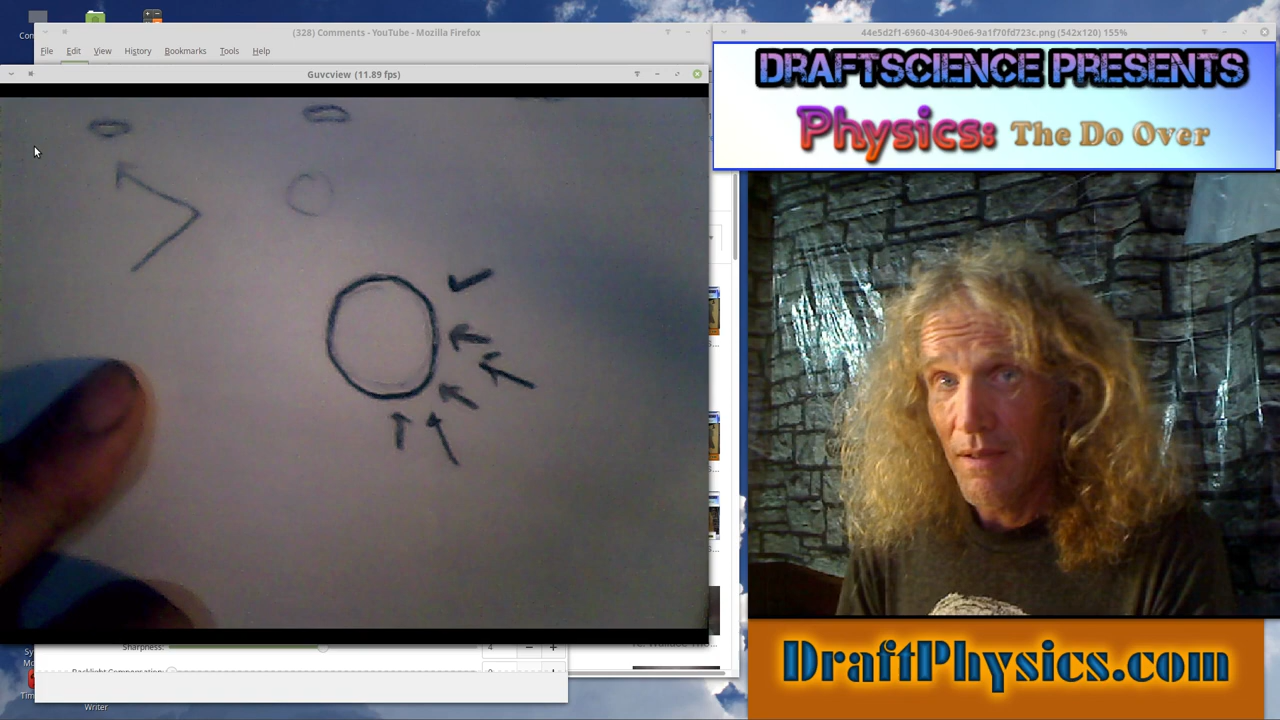 (328) Comments - YouTube - Mozilla Firefox
44e5d2f1-6960-4304-90e6-9a1f70fd723c.png (542x120) 155%
File Edit View History Bookmarks Tools Help
Guvcview (11.89 fps)
DRAFTSCIENCE PRESENTS
Physics: The Do Over
Sharpness:
4
Writer
DraftPhysics.com